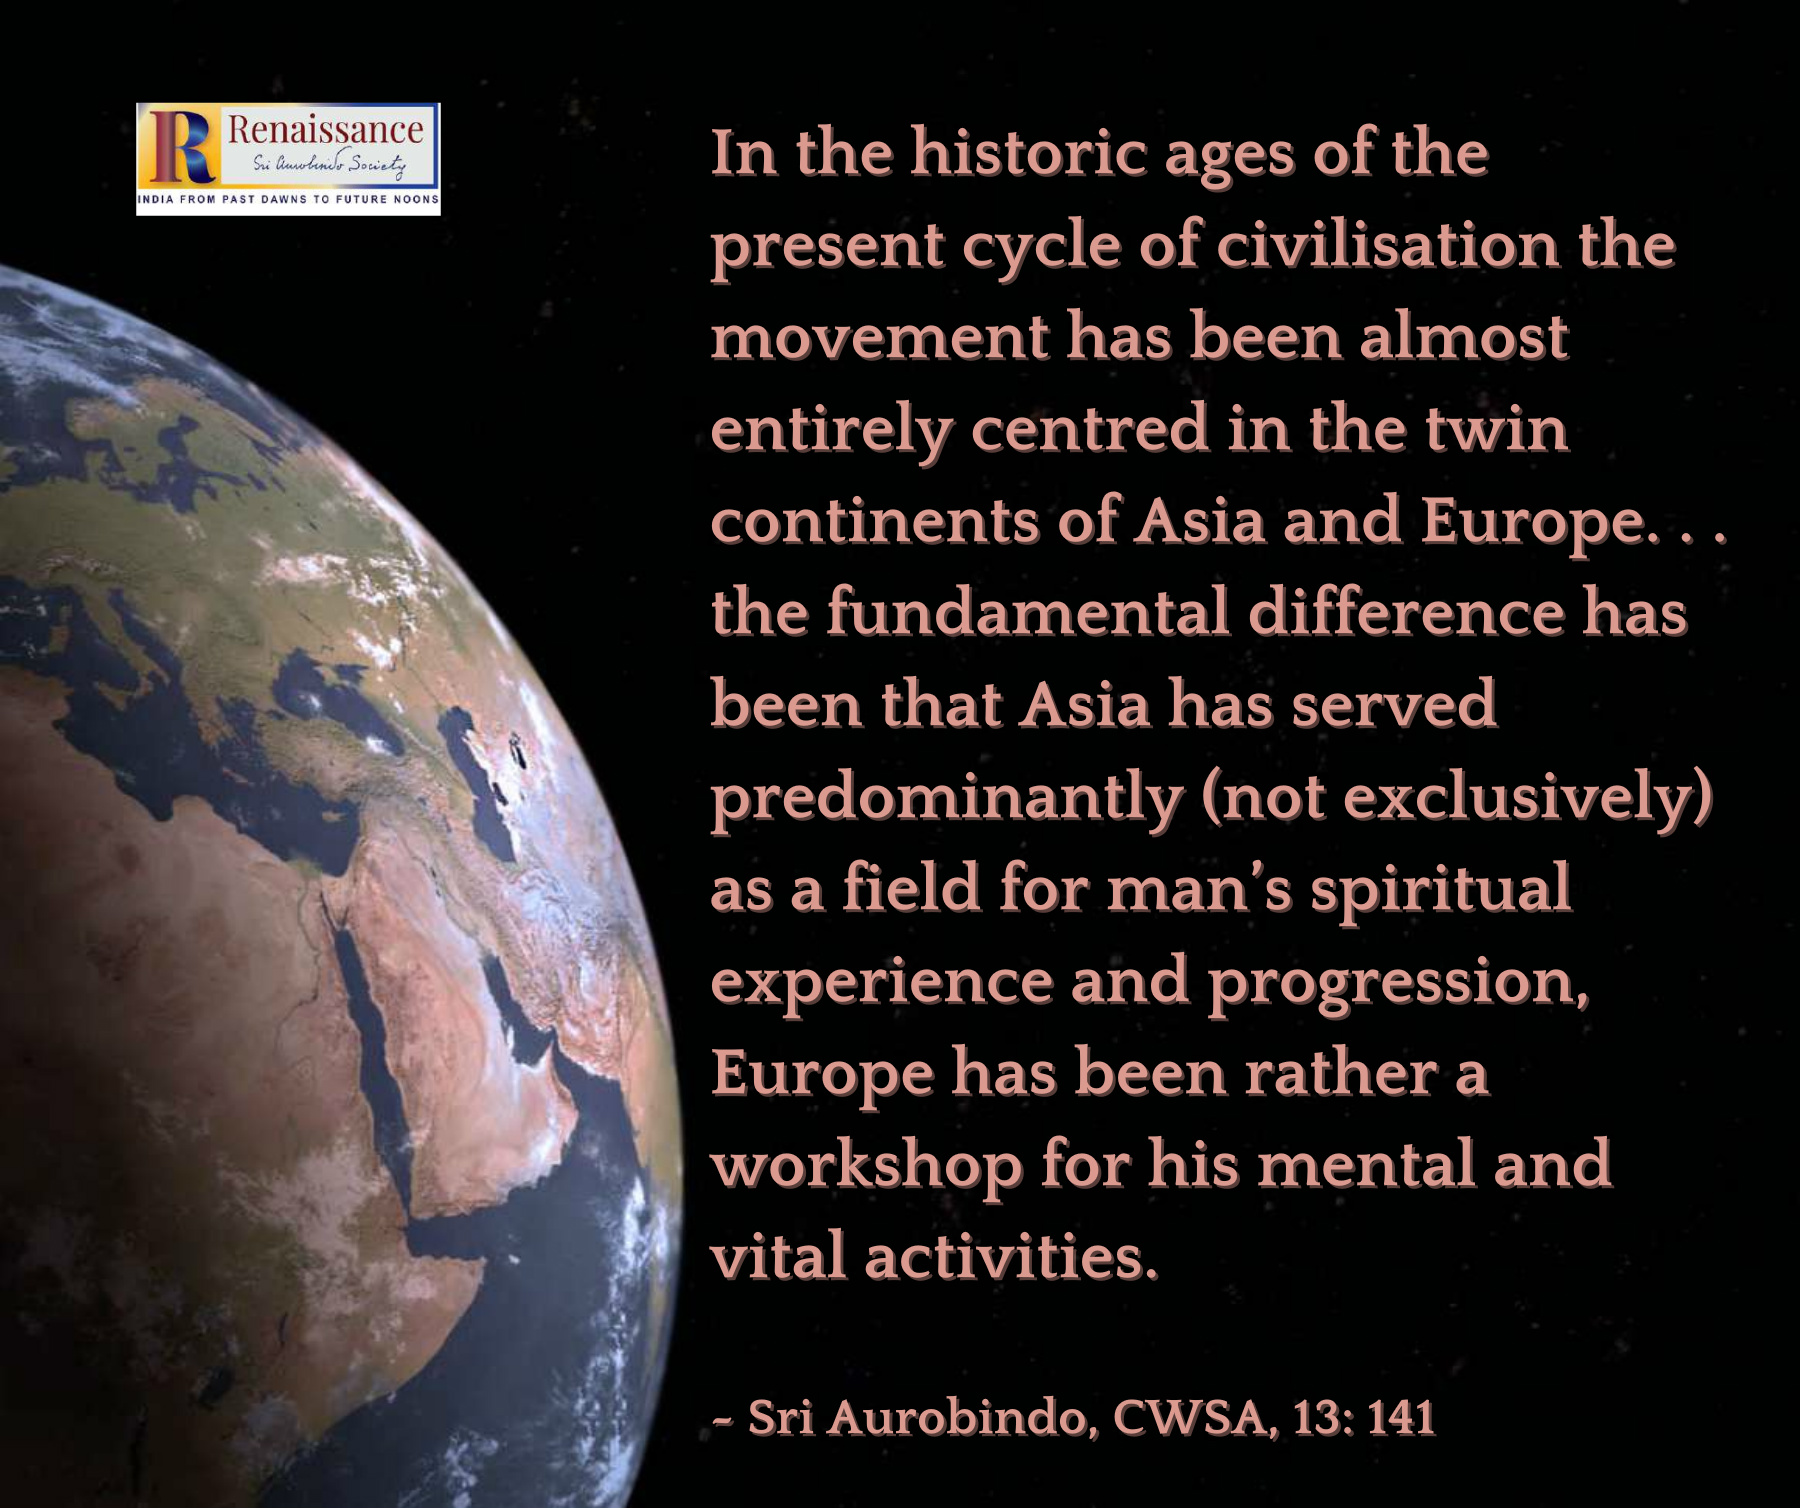 R Renaissance
Sri Aurobindo Society
INDIA FROM PAST DAWNS TO FUTURE NOONS
In the historic ages of the
present cycle of civilisation the
movement has been almost
entirely centred in the twin
continents of Asia and Europe. . .
the fundamental difference has
been that Asia has served
predominantly (not exclusively)
as a field for man’s spiritual
experience and progression,
Europe has been rather a
workshop for his mental and
vital activities.
~ Sri Aurobindo, CWSA, 13: 141